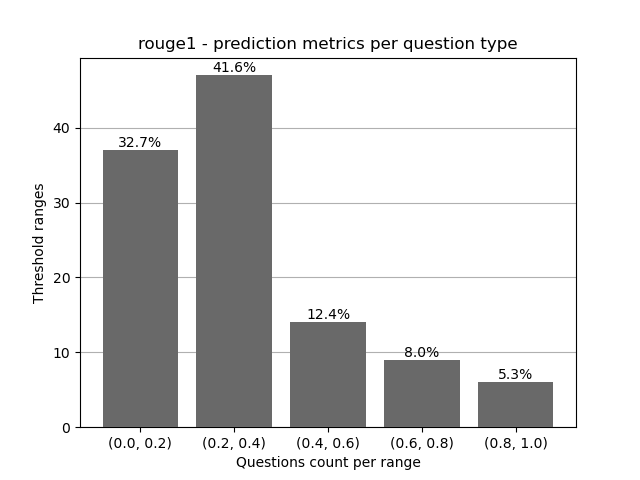 rouge1 - prediction metrics per question type
41.6%
32.7%
12.4%
8.0%
5.3%
40
30
20
10
0
Threshold ranges
(0.0, 0.2) (0.2, 0.4) (0.4, 0.6) (0.6, 0.8) (0.8, 1.0)
Questions count per range